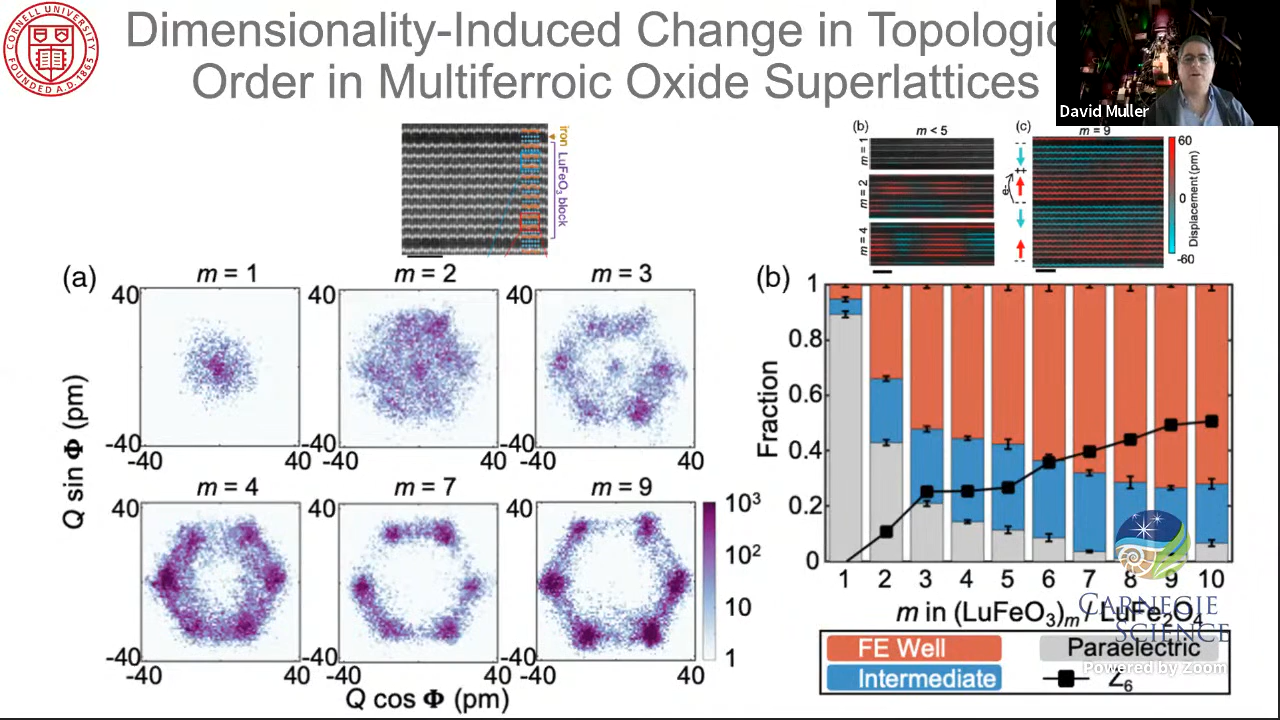 CORNELL UNIVERSITY
FOUNDED A.D. 1865
Dimensionality-Induced Change in Topologic
Order in Multiferroic Oxide Superlattices
David Muller
iron
LuFeO3 block
(b)
m < 5
m = 1
m = 2
m = 4
(c)
m = 9
e-
++
60
0
-60
Displacement (pm)
(a)
m = 1
m = 2
m = 3
40
40
40
-40
-40
-40
-40 40
-40 40
-40 40
m = 4
m = 7
m = 9
40
40
40
-40
-40
-40
-40 40
-40 40
-40 40
Q sin Φ (pm)
Q cos Φ (pm)
10³
10²
10
1
(b)
Fraction
1
0.8
0.6
0.4
0.2
0
1 2 3 4 5 6 7 8 9 10
m in (LuFeO₃)ₘ / LuFe₂O₄
FE Well
Paraelectric
Intermediate
Z₆
CARNEGIE
SCIENCE
Powered by Zoom